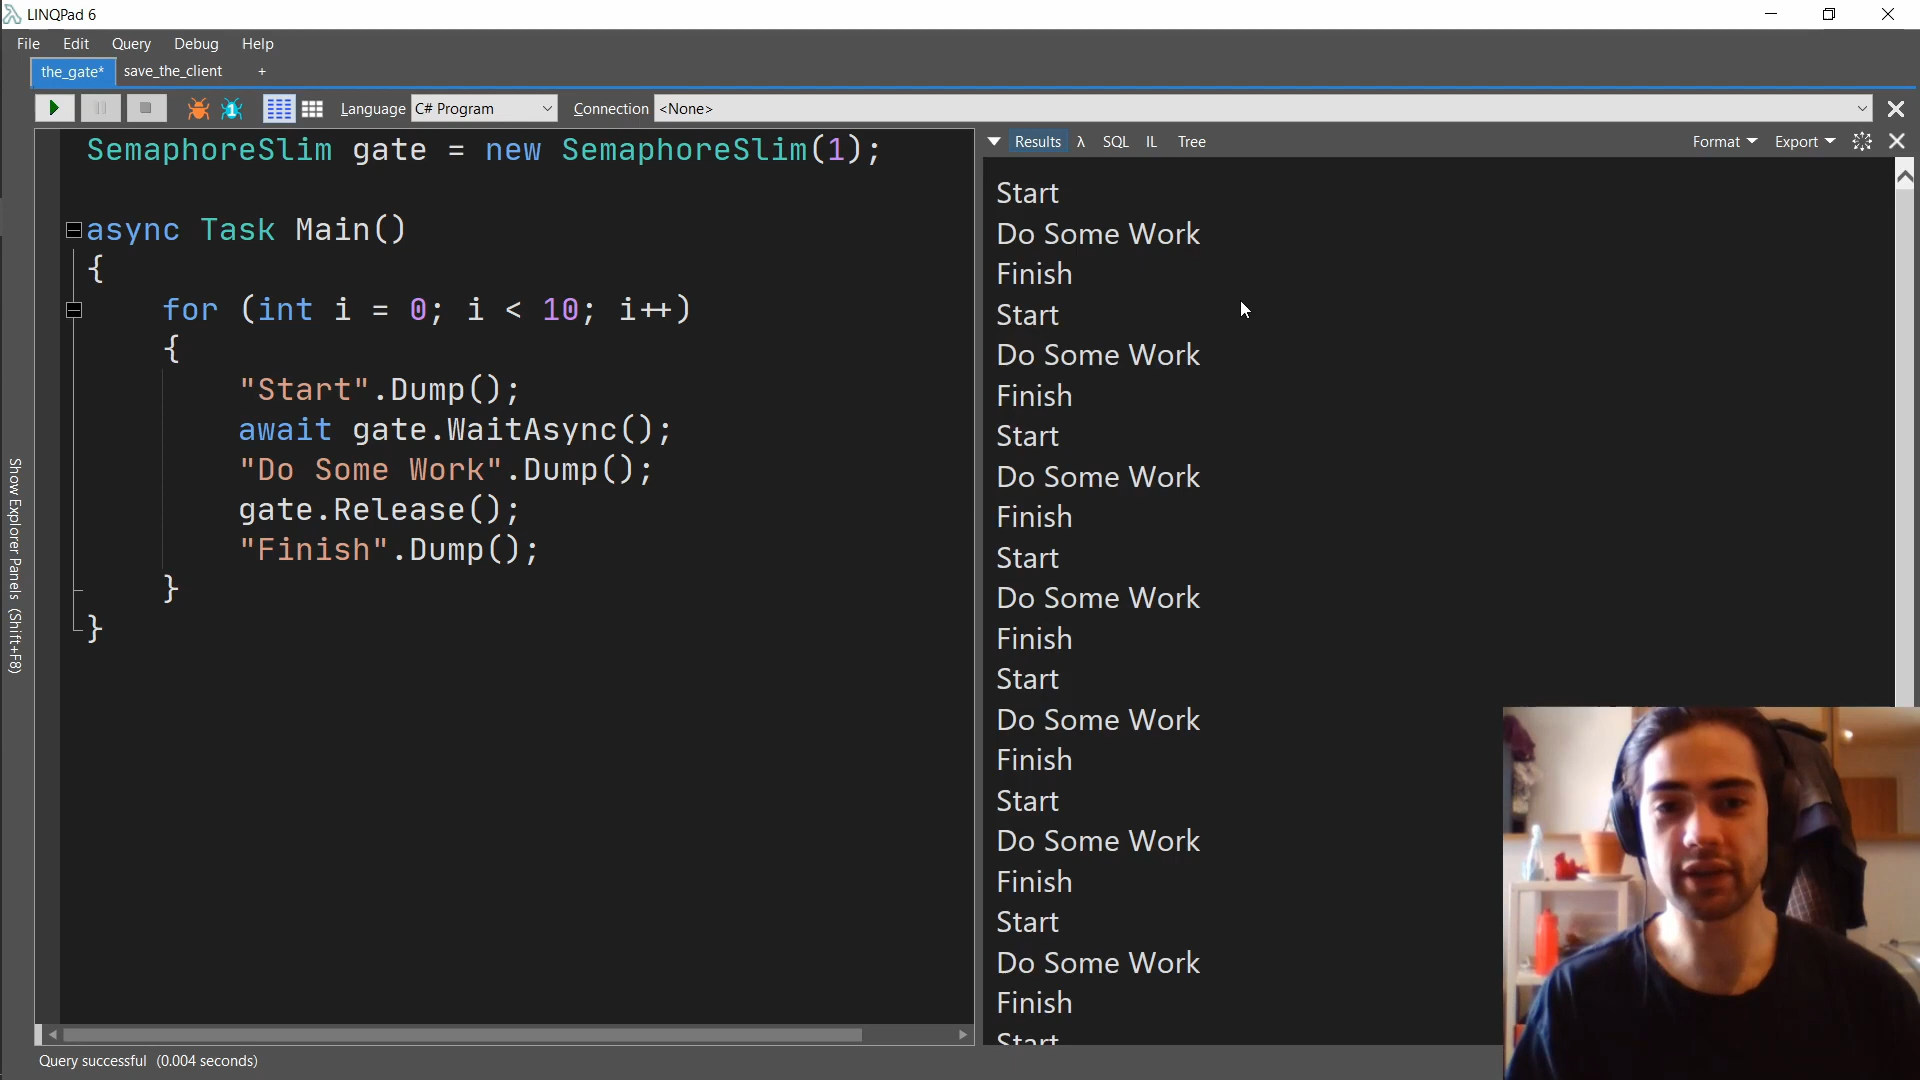 LINQPad 6
File Edit Query Debug Help
the_gate* save_the_client +
Language C# Program Connection <None>
Results λ SQL IL Tree Format Export
SemaphoreSlim gate = new SemaphoreSlim(1);
async Task Main()
{
for (int i = 0; i < 10; i++)
{
"Start".Dump();
await gate.WaitAsync();
"Do Some Work".Dump();
gate.Release();
"Finish".Dump();
}
}
Start
Do Some Work
Finish
Start
Do Some Work
Finish
Start
Do Some Work
Finish
Start
Do Some Work
Finish
Start
Do Some Work
Finish
Start
Do Some Work
Finish
Start
Do Some Work
Finish
Start
Show Explorer Panels (Shift+F8)
Query successful (0.004 seconds)